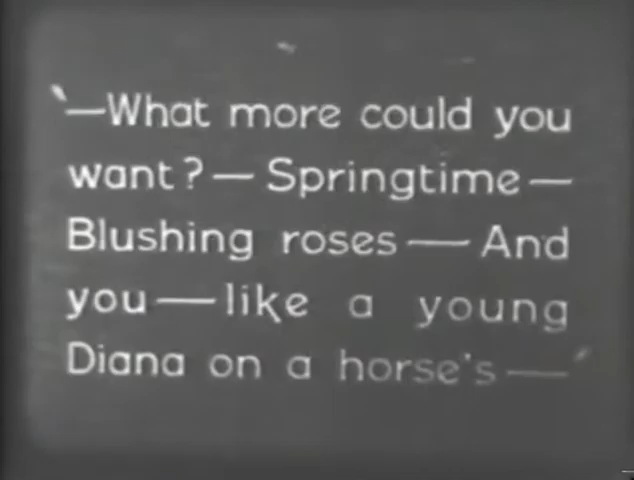 ‵—What more could you
want?—Springtime—
Blushing roses—And
you—like a young
Diana on a horse's—′